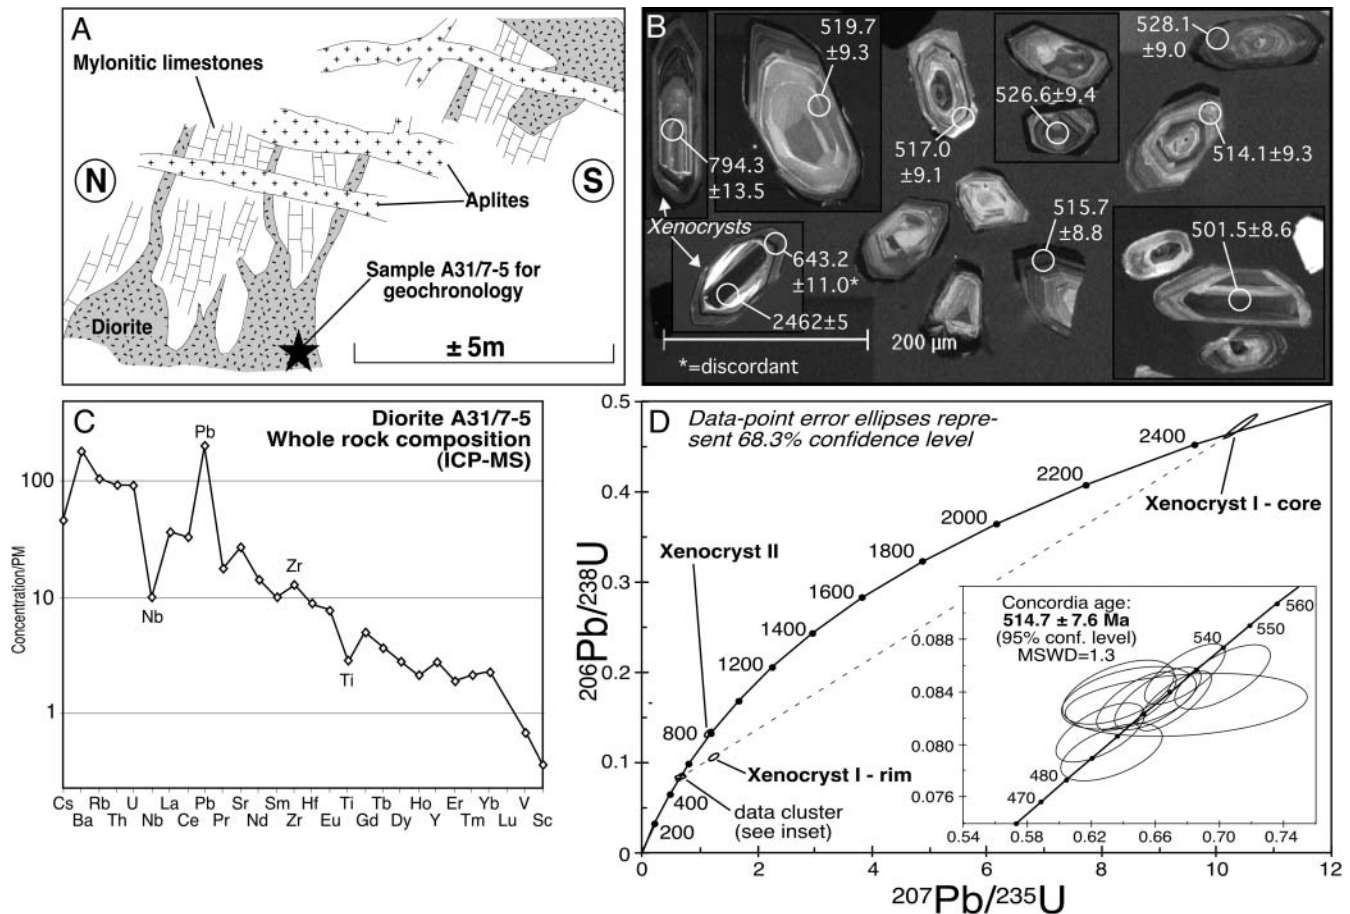 A
Mylonitic limestones
N
S
Aplites
Sample A31/7-5 for
geochronology
Diorite
± 5m
B
519.7
±9.3
528.1
±9.0
526.6±9.4
794.3
±13.5
517.0
±9.1
514.1±9.3
Xenocrysts
515.7
±8.8
501.5±8.6
643.2
±11.0*
2462±5
200 µm
*=discordant
C
Diorite A31/7-5
Whole rock composition
(ICP-MS)
Concentration/PM
100
10
1
Pb
Nb
Zr
Ti
Cs Rb U La Pb Sr Sm Hf Ti Tb Ho Er Yb V
Ba Th Nb Ce Pr Nd Zr Eu Gd Dy Y Tm Lu Sc
D
Data-point error ellipses repre-
sent 68.3% confidence level
206Pb/238U
0.5
0.4
0.3
0.2
0.1
0
2400
2200
2000
1800
1600
1400
1200
800
400
200
Xenocryst I - core
Xenocryst II
Xenocryst I - rim
data cluster
(see inset)
Concordia age:
514.7 ± 7.6 Ma
(95% conf. level)
MSWD=1.3
560
550
540
480
470
0.088
0.084
0.080
0.076
0.54 0.58 0.62 0.66 0.70 0.74
0 2 4 6 8 10 12
207Pb/235U